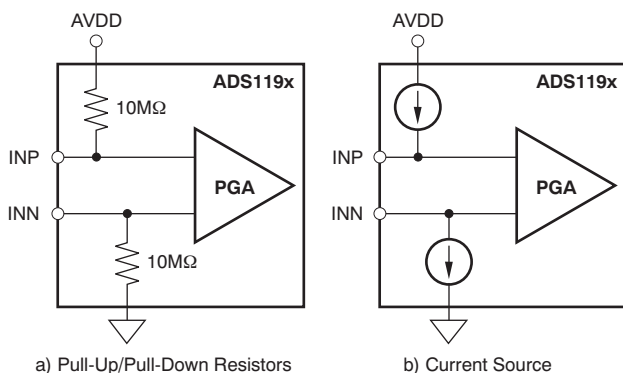 AVDD
ADS119x
10MΩ
INP
PGA
INN
10MΩ
a) Pull-Up/Pull-Down Resistors
AVDD
ADS119x
INP
PGA
INN
b) Current Source